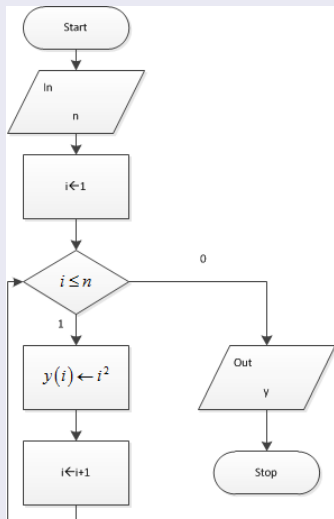 Start
In
n
i←1
i ≤ n
0
1
y(i) ← i²
Out
y
i←i+1
Stop